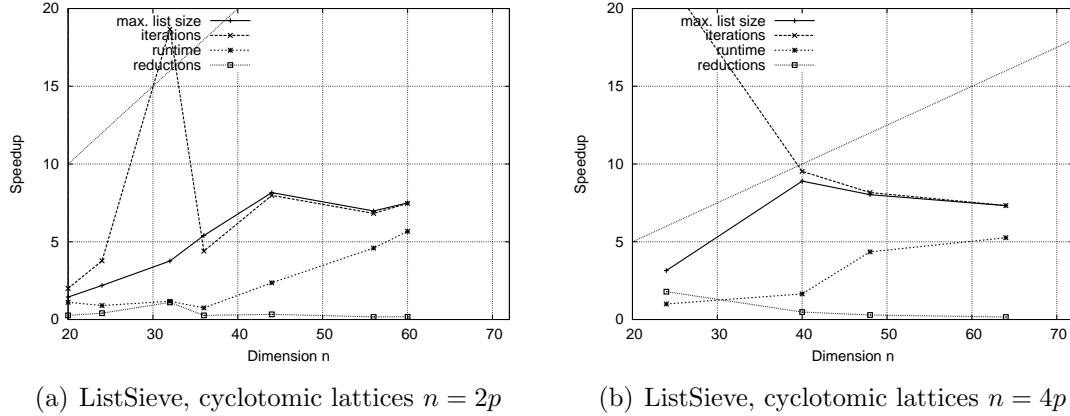 20
15
10
5
0
Speedup
max. list size
iterations
runtime
reductions
20 30 40 50 60 70
Dimension n
(a) ListSieve, cyclotomic lattices n = 2p
20
15
10
5
0
Speedup
max. list size
iterations
runtime
reductions
20 30 40 50 60 70
Dimension n
(b) ListSieve, cyclotomic lattices n = 4p